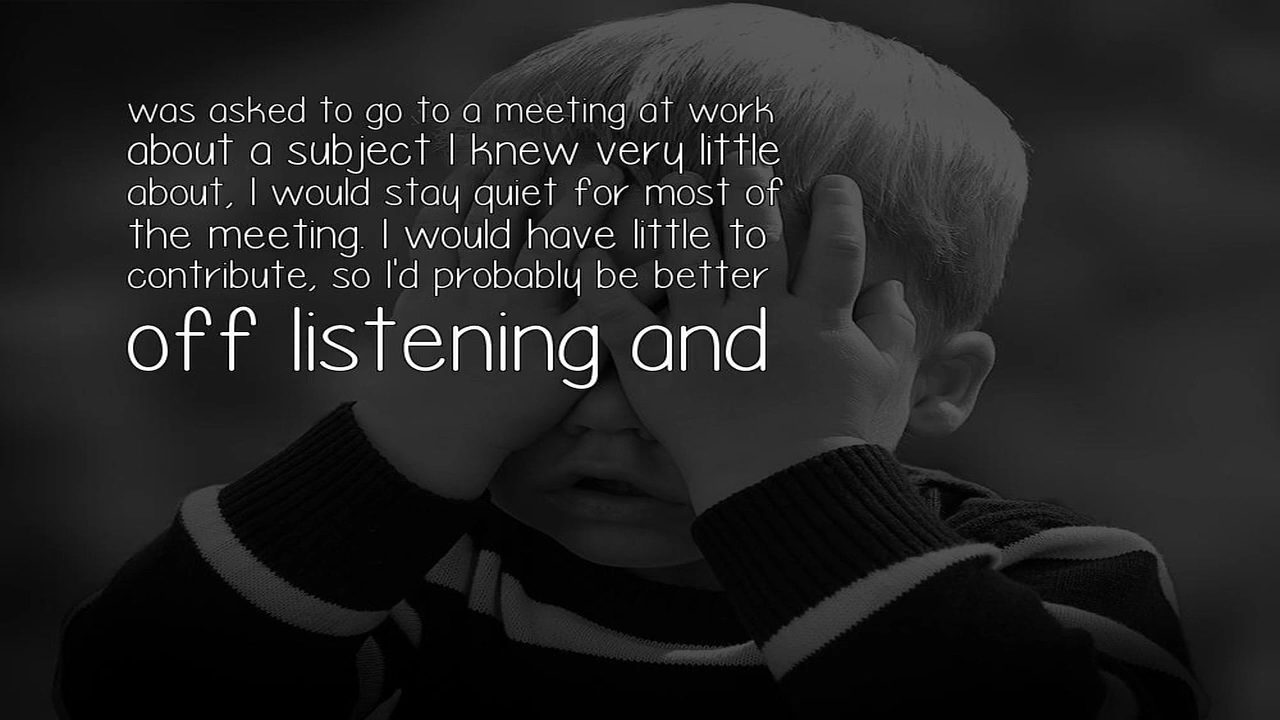 was asked to go to a meeting at work
about a subject I knew very little
about, I would stay quiet for most of
the meeting. I would have little to
contribute, so I'd probably be better
off listening and